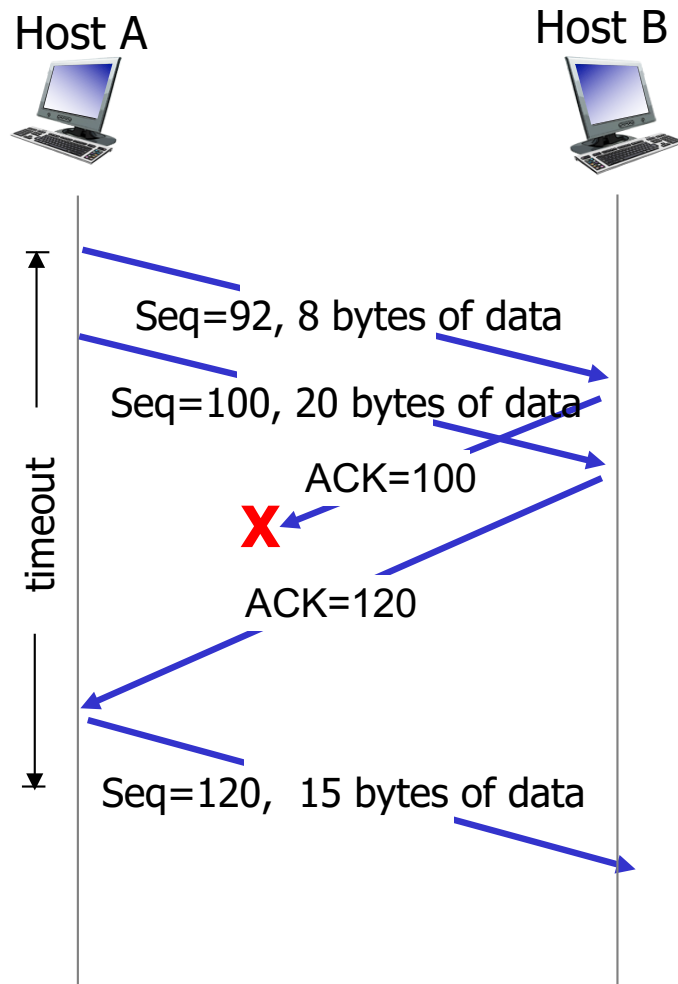 Host A
Host B
Seq=92, 8 bytes of data
Seq=100, 20 bytes of data
ACK=100
X
timeout
ACK=120
Seq=120, 15 bytes of data